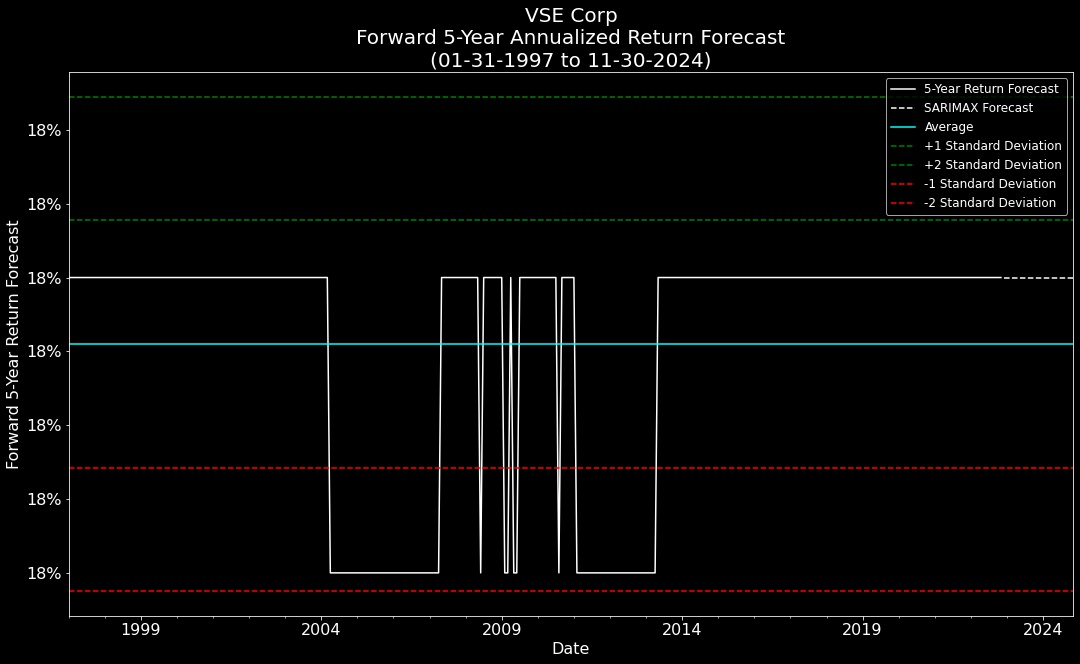 VSE Corp
Forward 5-Year Annualized Return Forecast
(01-31-1997 to 11-30-2024)
5-Year Return Forecast
SARIMAX Forecast
Average
+1 Standard Deviation
+2 Standard Deviation
-1 Standard Deviation
-2 Standard Deviation
Forward 5-Year Return Forecast
18%
18%
18%
18%
18%
18%
18%
1999
2004
2009
2014
2019
2024
Date